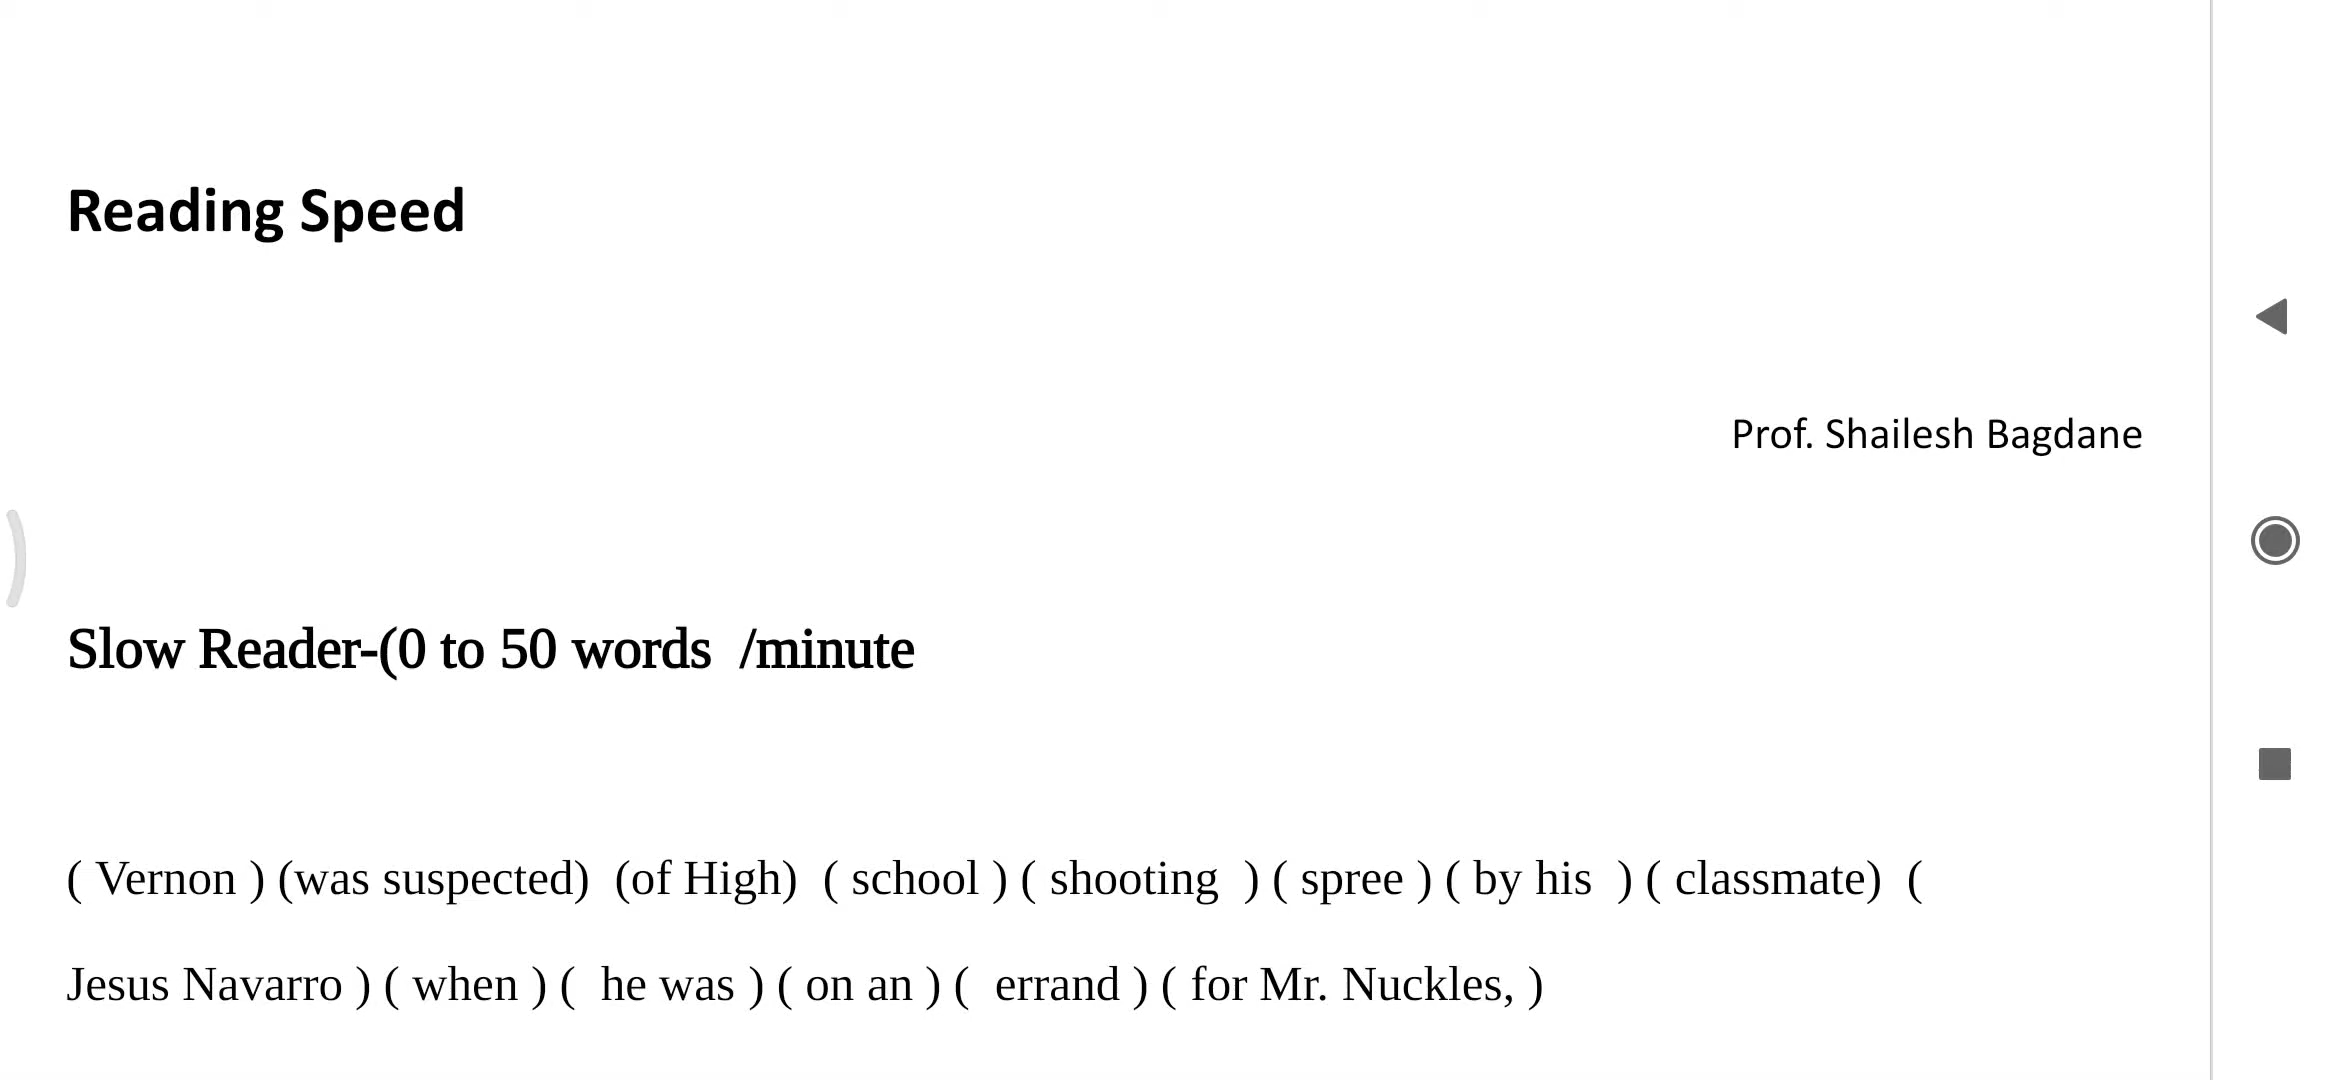 Reading Speed
Prof. Shailesh Bagdane
Slow Reader-(0 to 50 words  /minute
( Vernon ) (was suspected)  (of High)  ( school ) ( shooting  ) ( spree ) ( by his  ) ( classmate)  (
Jesus Navarro ) ( when ) (  he was ) ( on an ) (  errand ) ( for Mr. Nuckles, )